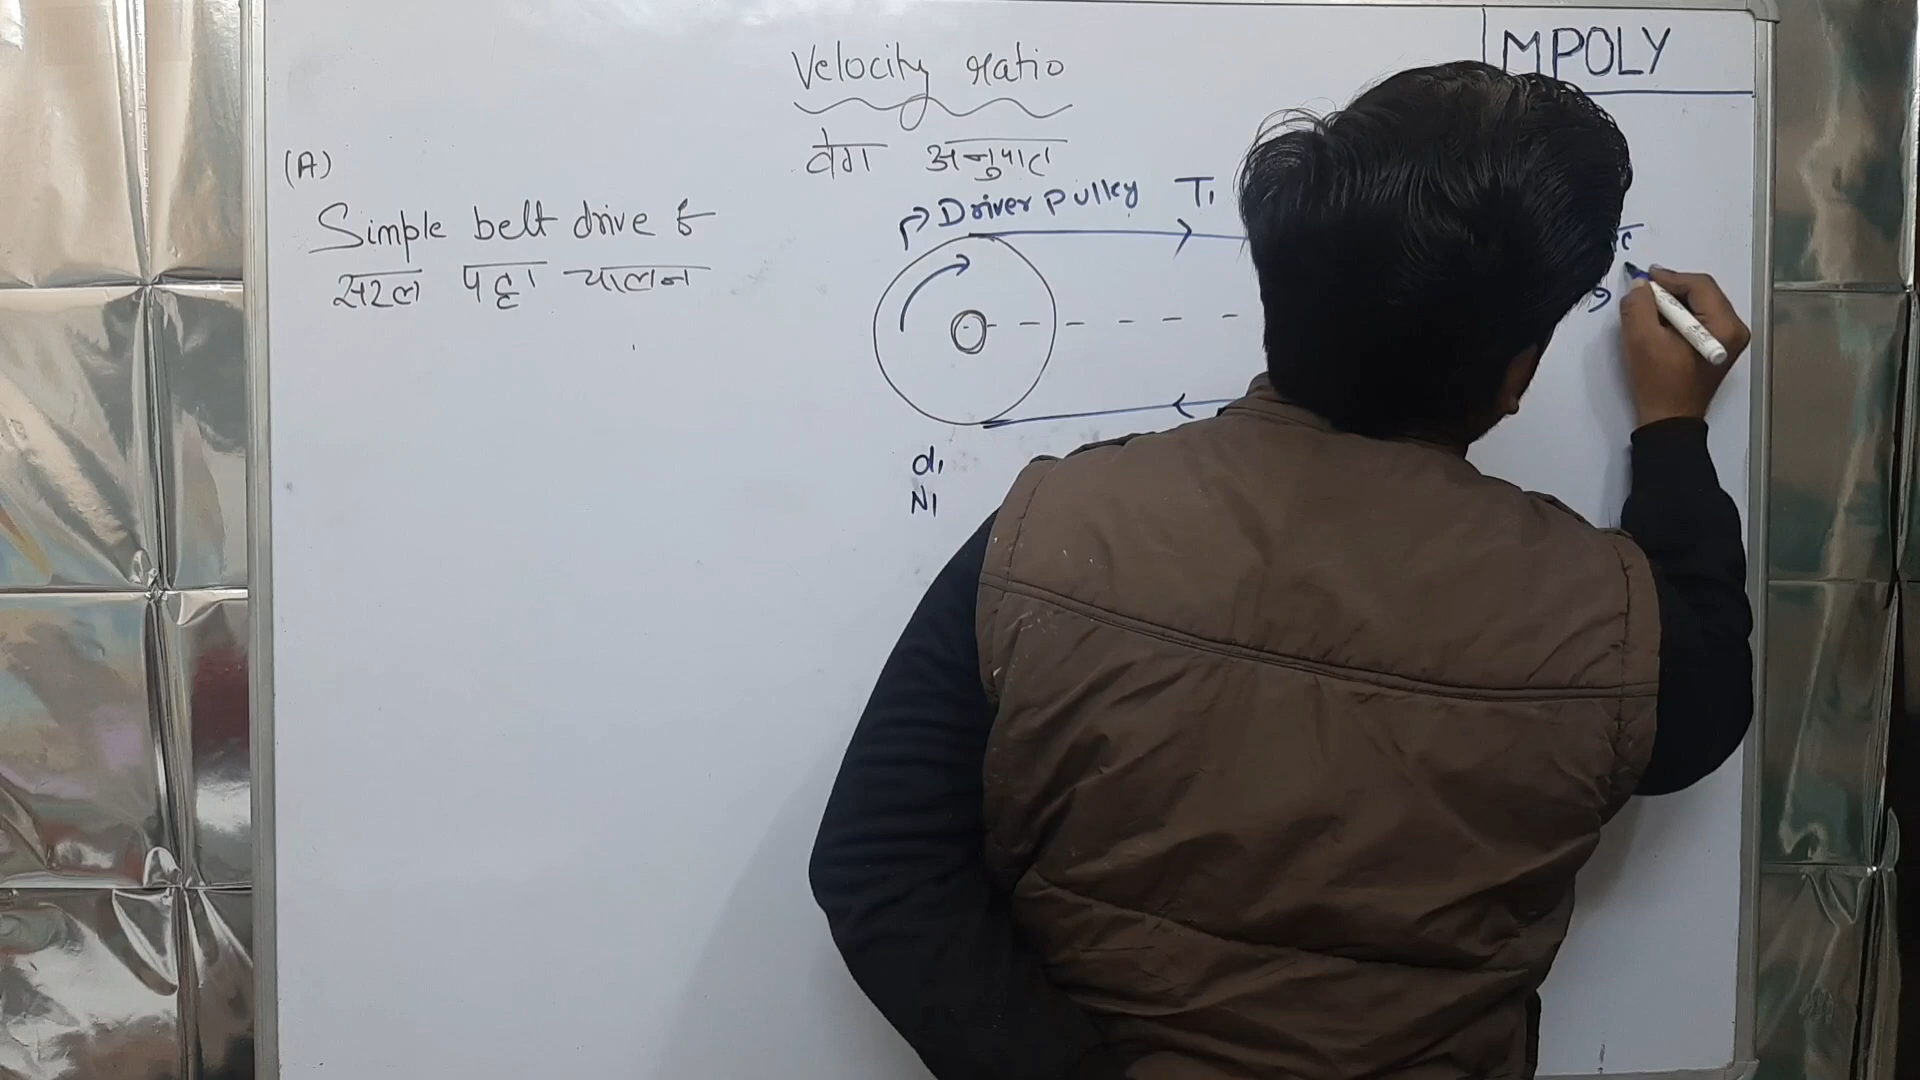 MPOLY
Velocity ratio
वेग अनुपात
(A)
Simple belt drive
सरल पट्टा चालन
Driver pulley T1
d1
N1